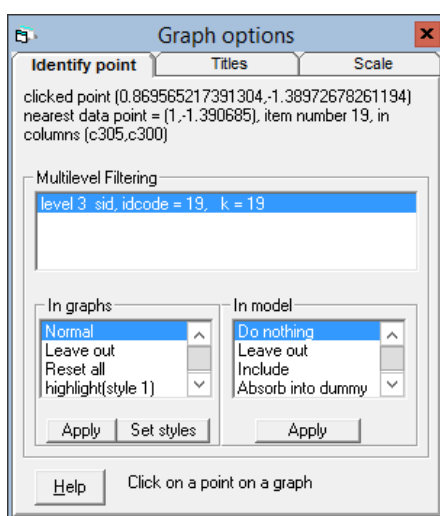 Graph options
Identify point Titles Scale
clicked point (0.869565217391304,-1.38972678261194)
nearest data point = (1,-1.390685), item number 19, in
columns (c305,c300)
Multilevel Filtering
level 3 sid, idcode = 19, k = 19
In graphs In model
Normal Do nothing
Leave out Leave out
Reset all Include
highlight(style 1) Absorb into dummy
Apply Set styles Apply
Help Click on a point on a graph